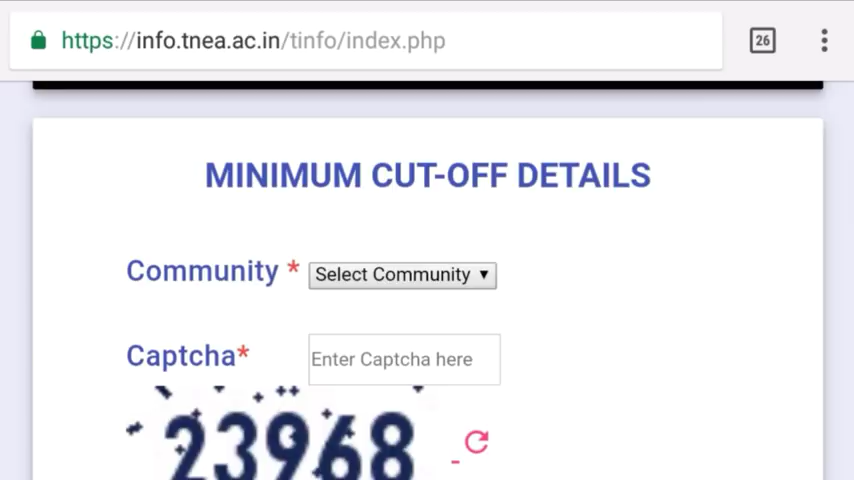 https://info.tnea.ac.in/tinfo/index.php
26
MINIMUM CUT-OFF DETAILS
Community *
Select Community ▼
Captcha*
Enter Captcha here
23968